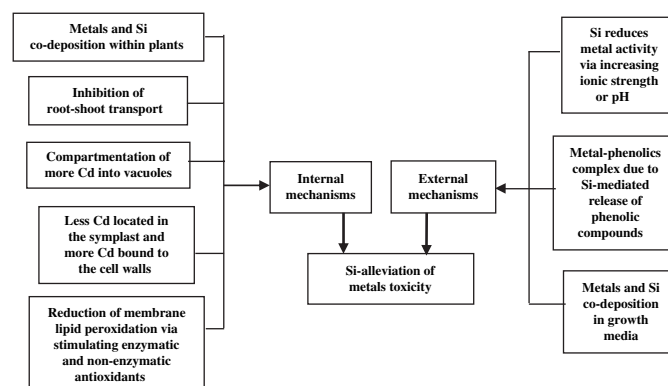 Metals and Si
co-deposition within plants
Inhibition of
root-shoot transport
Compartmentation of
more Cd into vacuoles
Less Cd located in
the symplast and
more Cd bound to
the cell walls
Reduction of membrane
lipid peroxidation via
stimulating enzymatic
and non-enzymatic
antioxidants
Internal
mechanisms
External
mechanisms
Si-alleviation of
metals toxicity
Si reduces
metal activity
via increasing
ionic strength
or pH
Metal-phenolics
complex due to
Si-mediated
release of
phenolic
compounds
Metals and Si
co-deposition
in growth
media